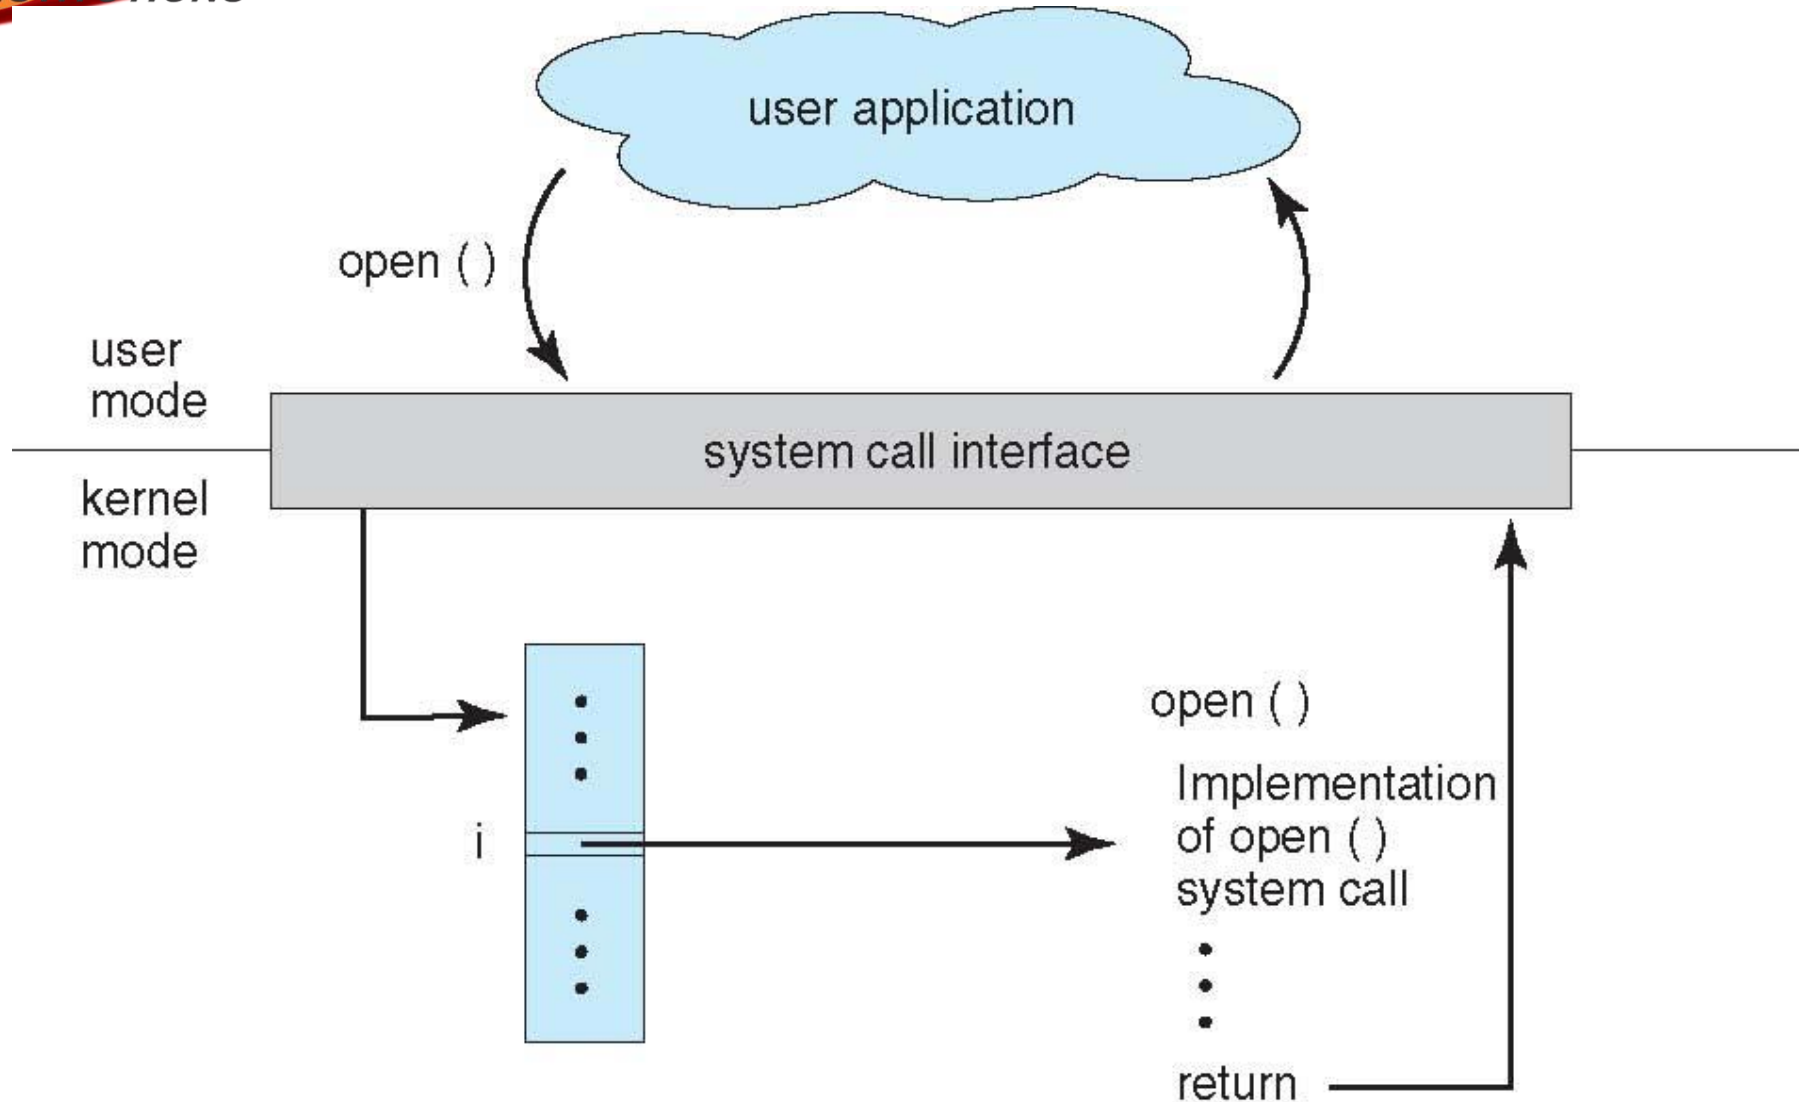 user application
open ( )
user
mode
system call interface
kernel
mode
open ( )
Implementation
of open ( )
system call
i
return